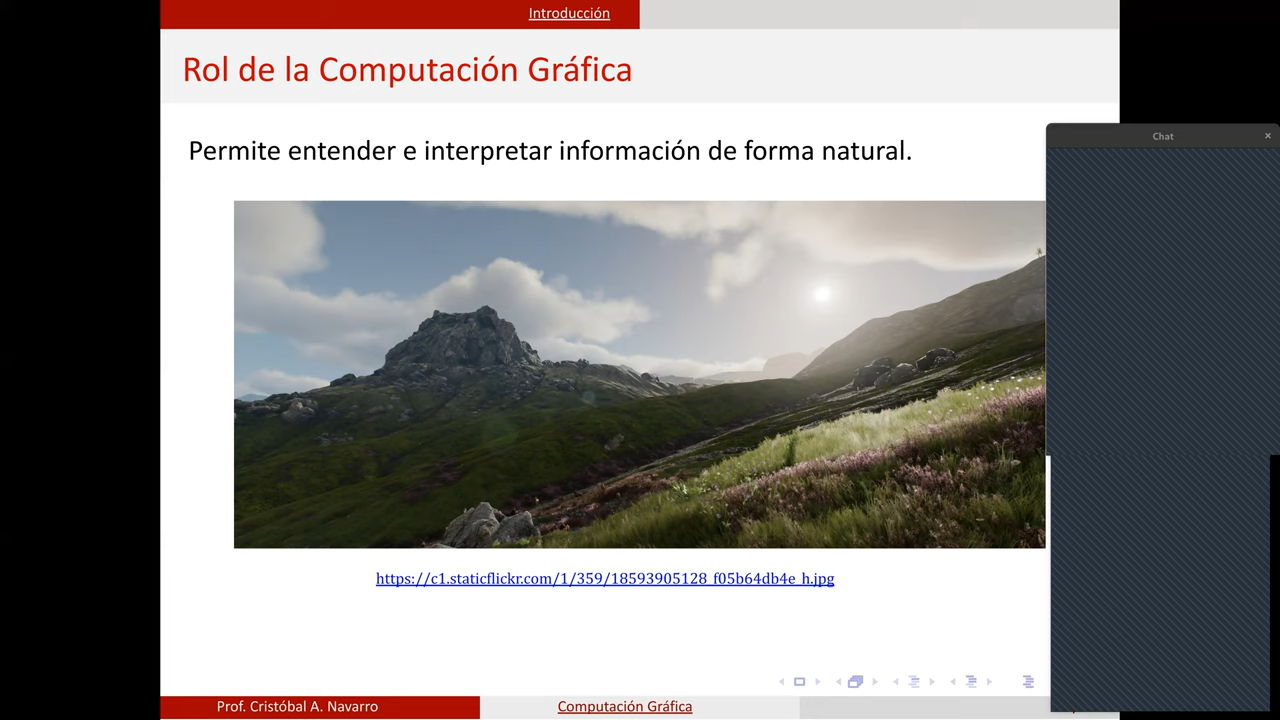 Introducción
Rol de la Computación Gráfica
Chat
Permite entender e interpretar información de forma natural.
https://c1.staticflickr.com/1/359/18593905128_f05b64db4e_h.jpg
Prof. Cristóbal A. Navarro
Computación Gráfica